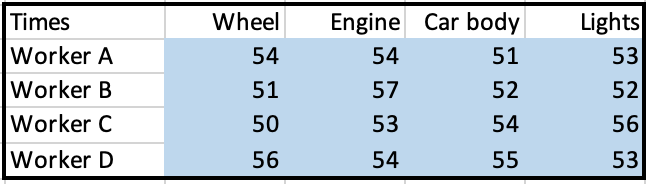 Times Wheel Engine Car body Lights
Worker A 54 54 51 53
Worker B 51 57 52 52
Worker C 50 53 54 56
Worker D 56 54 55 53